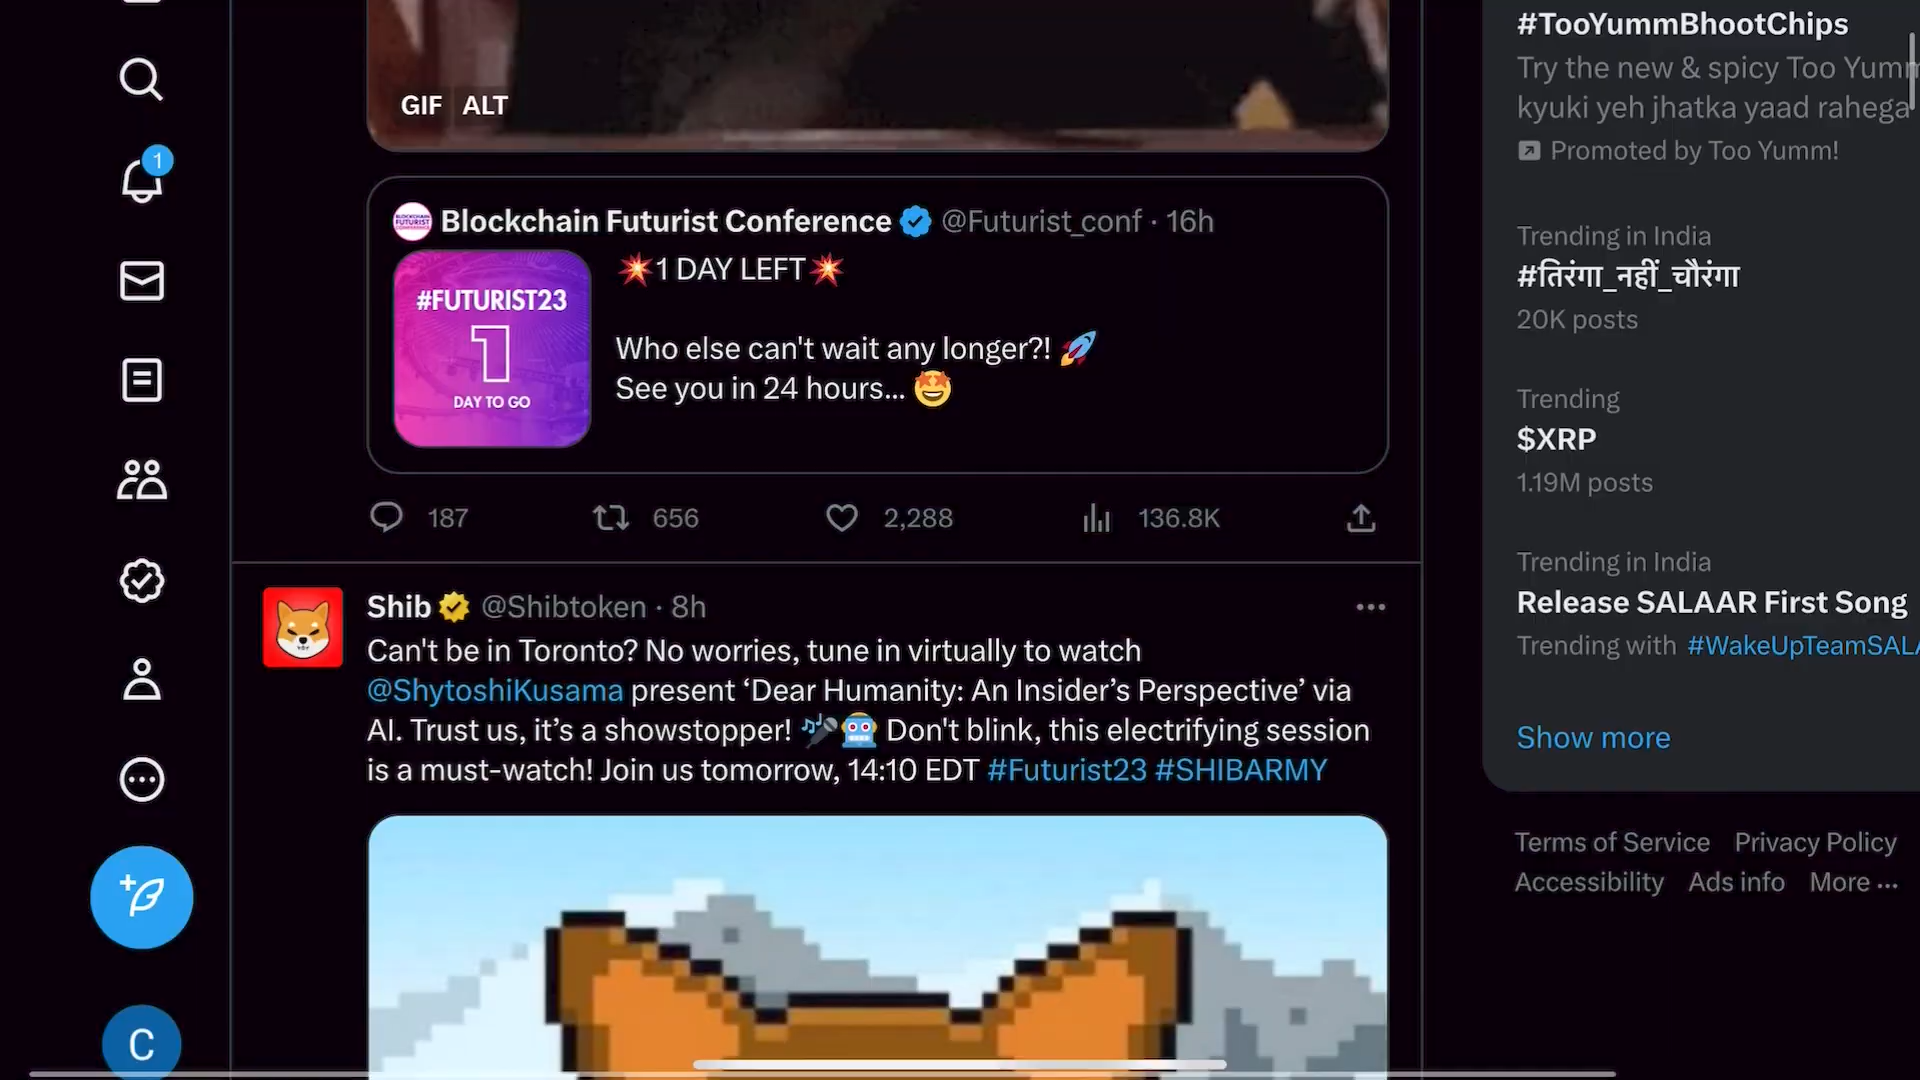 #TooYummBhootChips
Try the new & spicy Too Yumm
kyuki yeh jhatka yaad rahega
Promoted by Too Yumm!
GIF ALT
1
BLOCKCHAIN
FUTURIST
CONFERENCE
Blockchain Futurist Conference @Futurist_conf · 16h
💥1 DAY LEFT💥
#FUTURIST23
1
DAY TO GO
Who else can't wait any longer?! 🚀
See you in 24 hours... 🤩
187 656 2,288 136.8K
Shib @Shibtoken · 8h
Can't be in Toronto? No worries, tune in virtually to watch
@ShytoshiKusama present ‘Dear Humanity: An Insider’s Perspective’ via
AI. Trust us, it’s a showstopper! 🎤🤖 Don't blink, this electrifying session
is a must-watch! Join us tomorrow, 14:10 EDT #Futurist23 #SHIBARMY
Trending in India
#तिरंगा_नहीं_चौरंगा
20K posts
Trending
$XRP
1.19M posts
Trending in India
Release SALAAR First Song
Trending with #WakeUpTeamSALA
Show more
Terms of Service Privacy Policy
Accessibility Ads info More ...
C